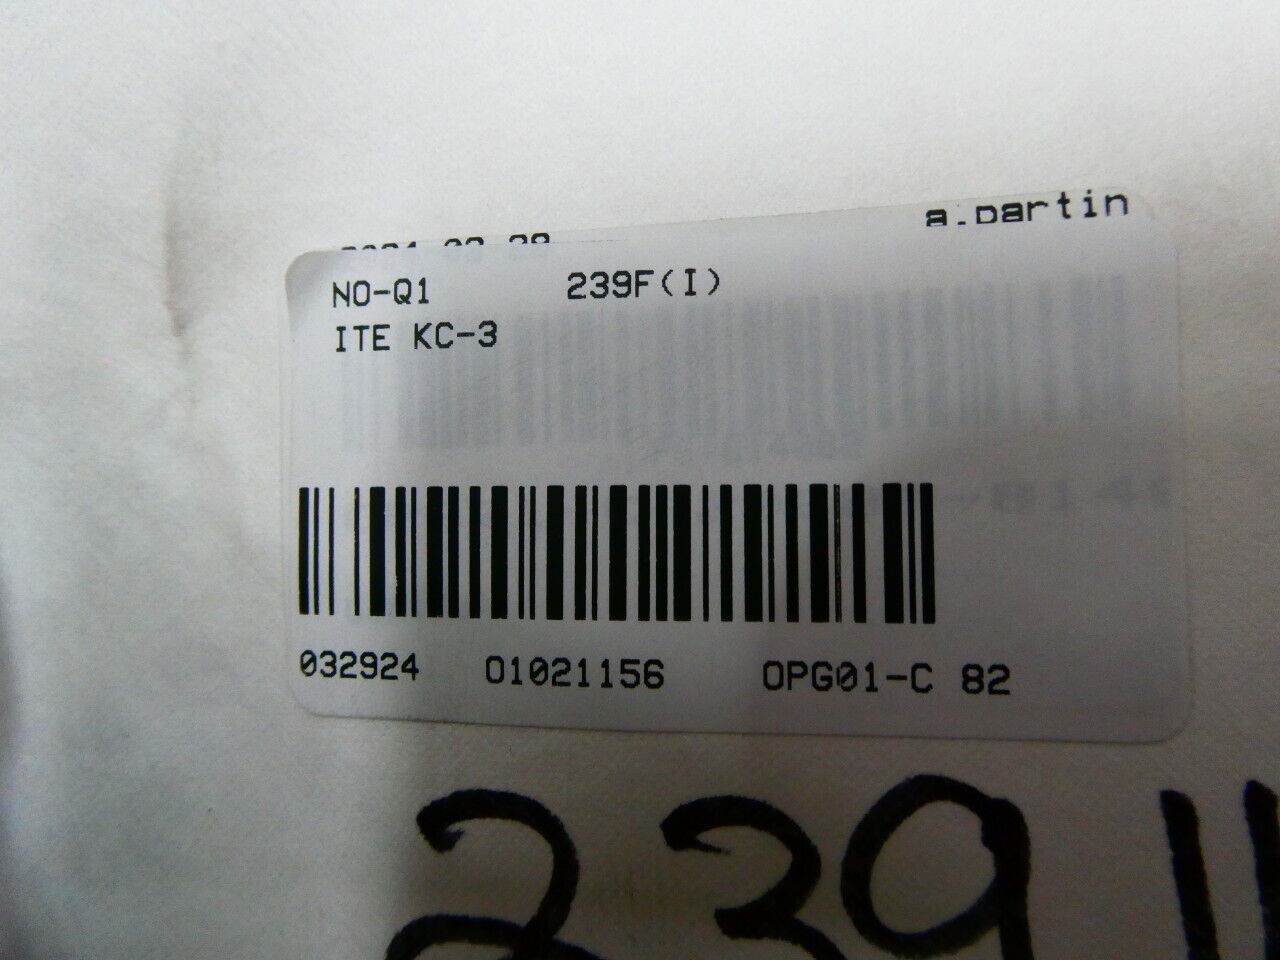 a.partin
NO-Q1 239F(I)
ITE KC-3
032924 01021156 OPG01-C 82
239